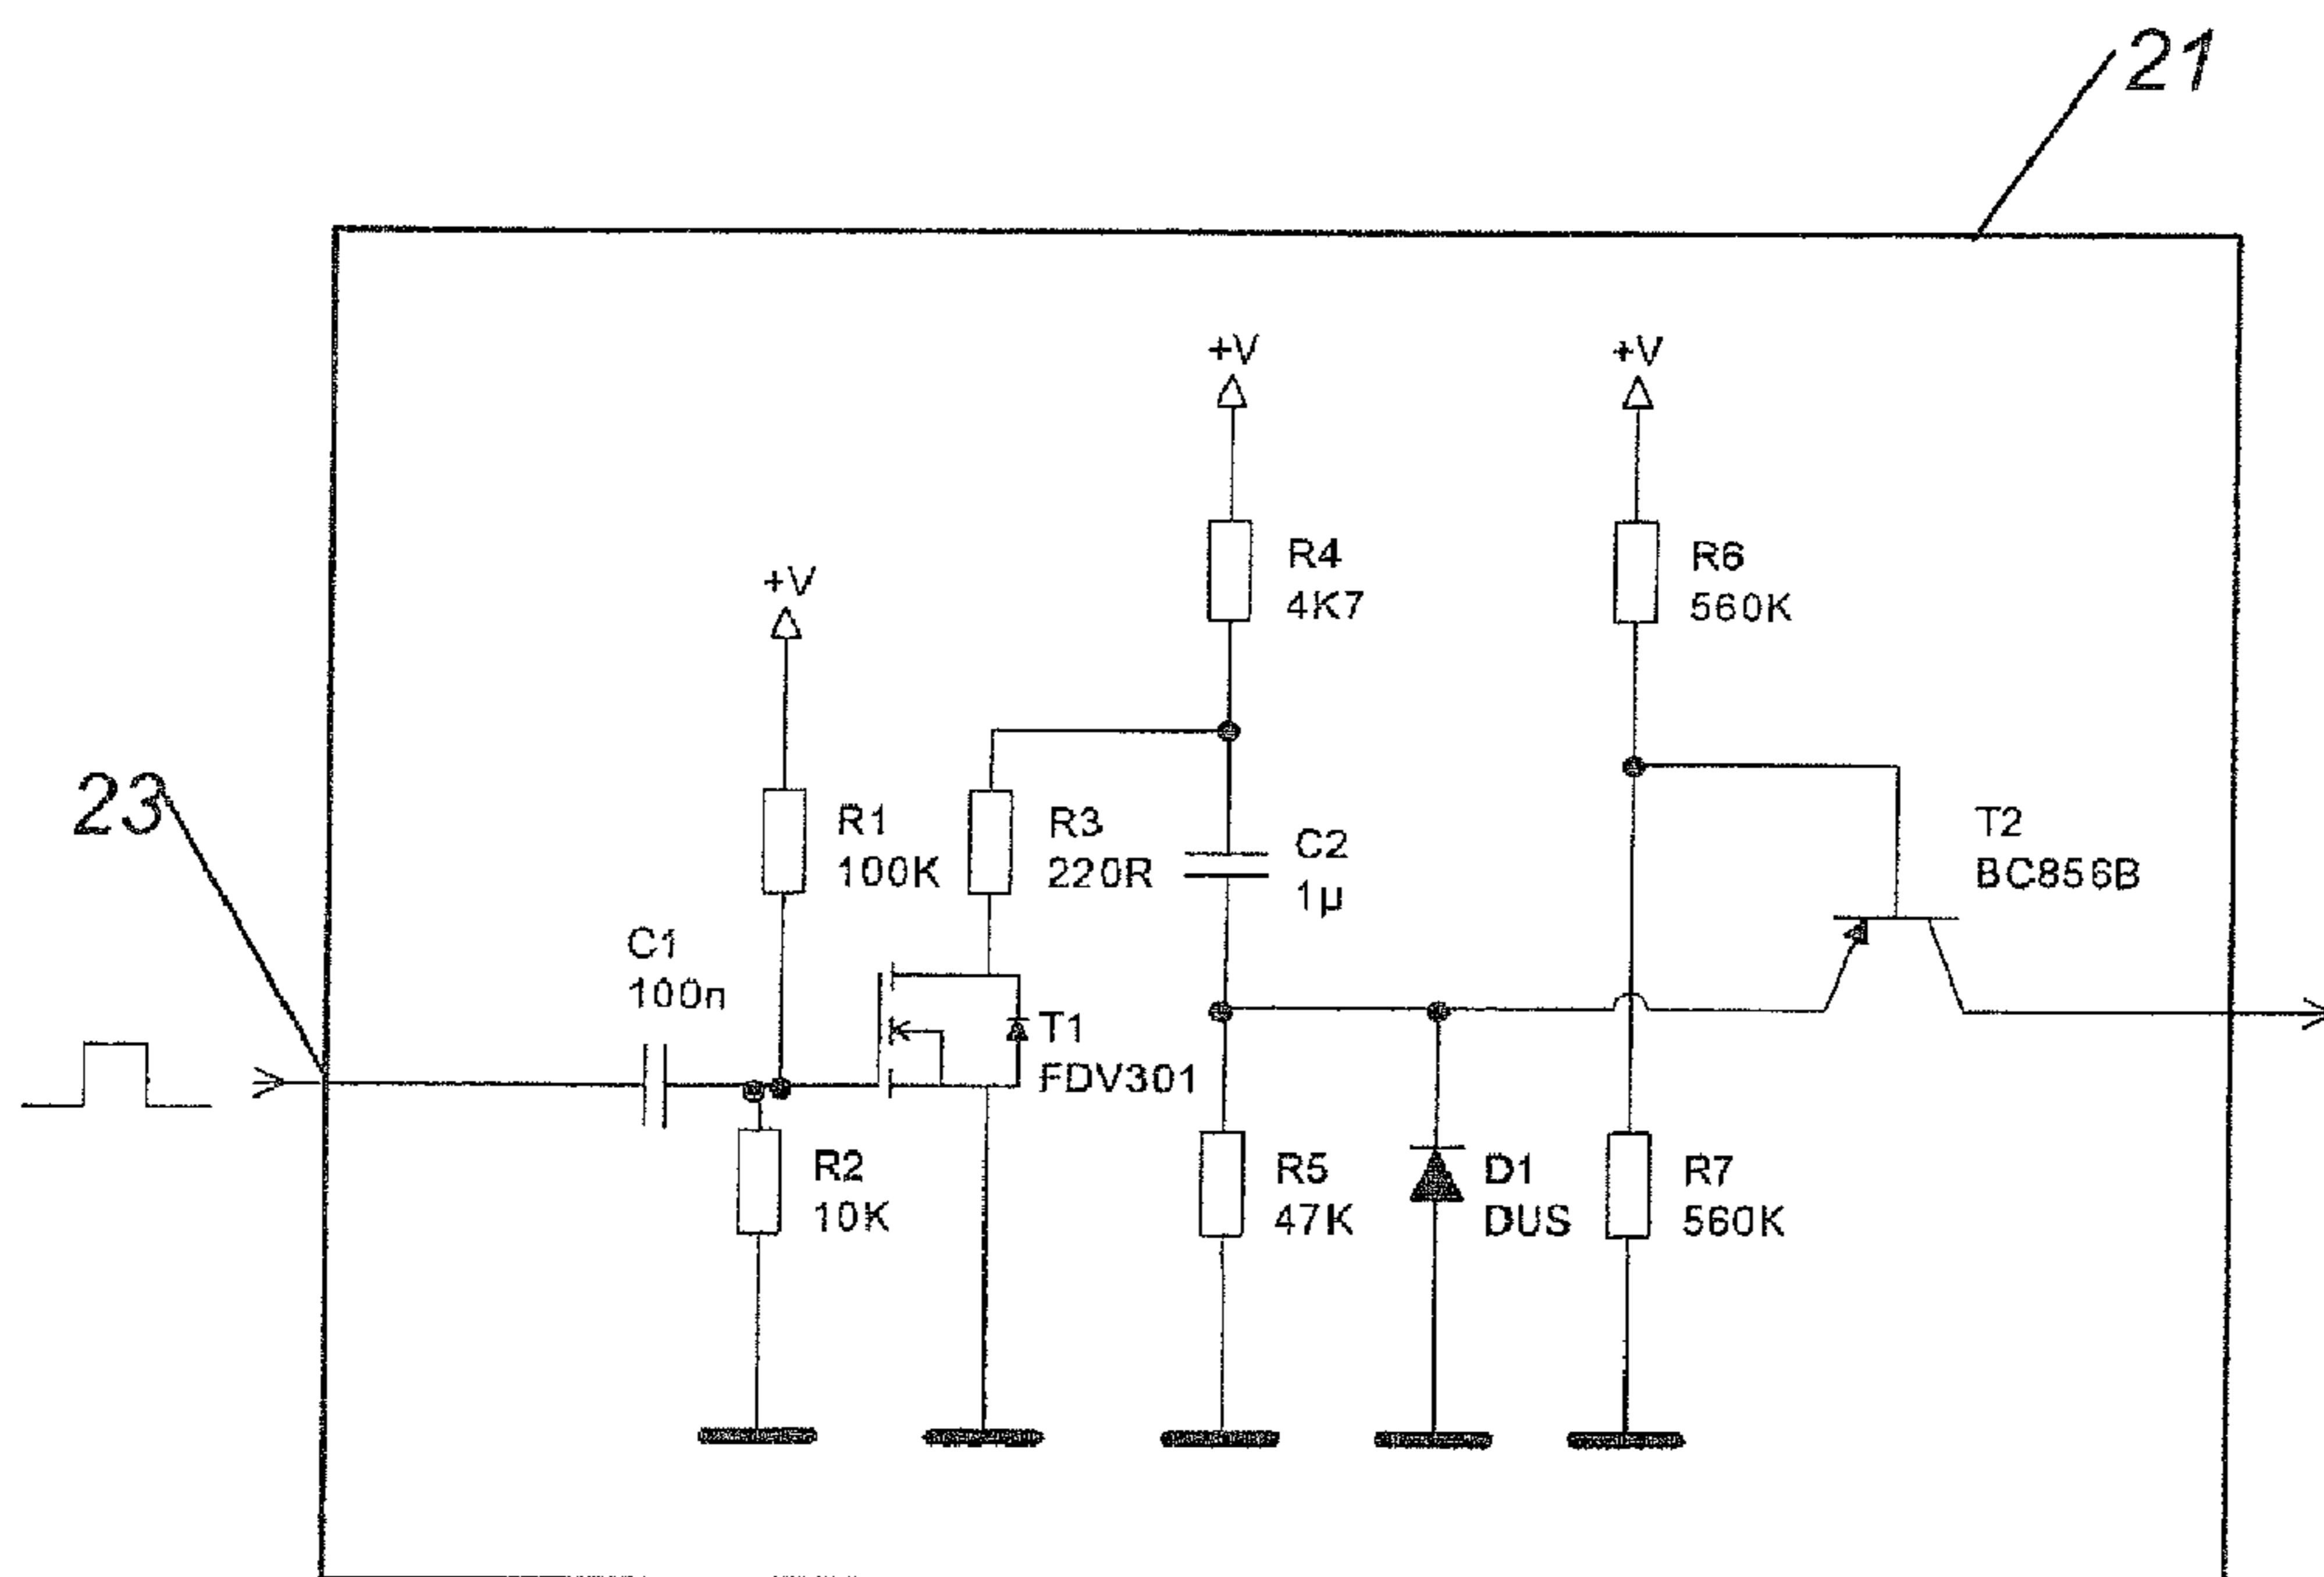 21
+V
+V
R4
4K7
R6
560K
+V
23
R1
100K
R3
220R
C2
1µ
T2
BC856B
C1
100n
T1
FDV301
R2
10K
R5
47K
D1
DUS
R7
560K